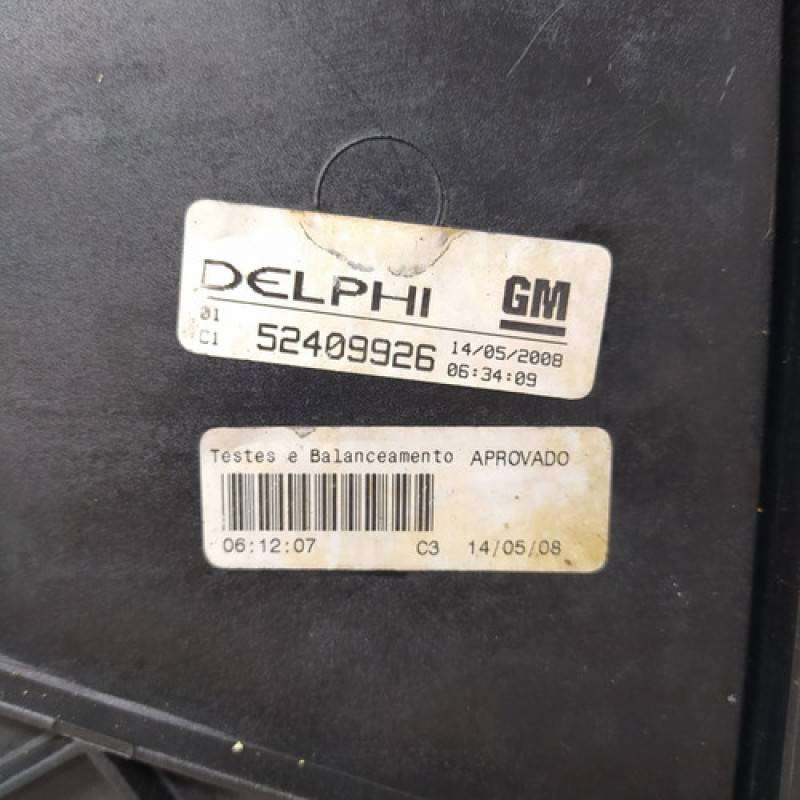 DELPHI GM
01
C1 52409926 14/05/2008
06:34:09
Testes e Balanceamento APROVADO
06:12:07 C3 14/05/08